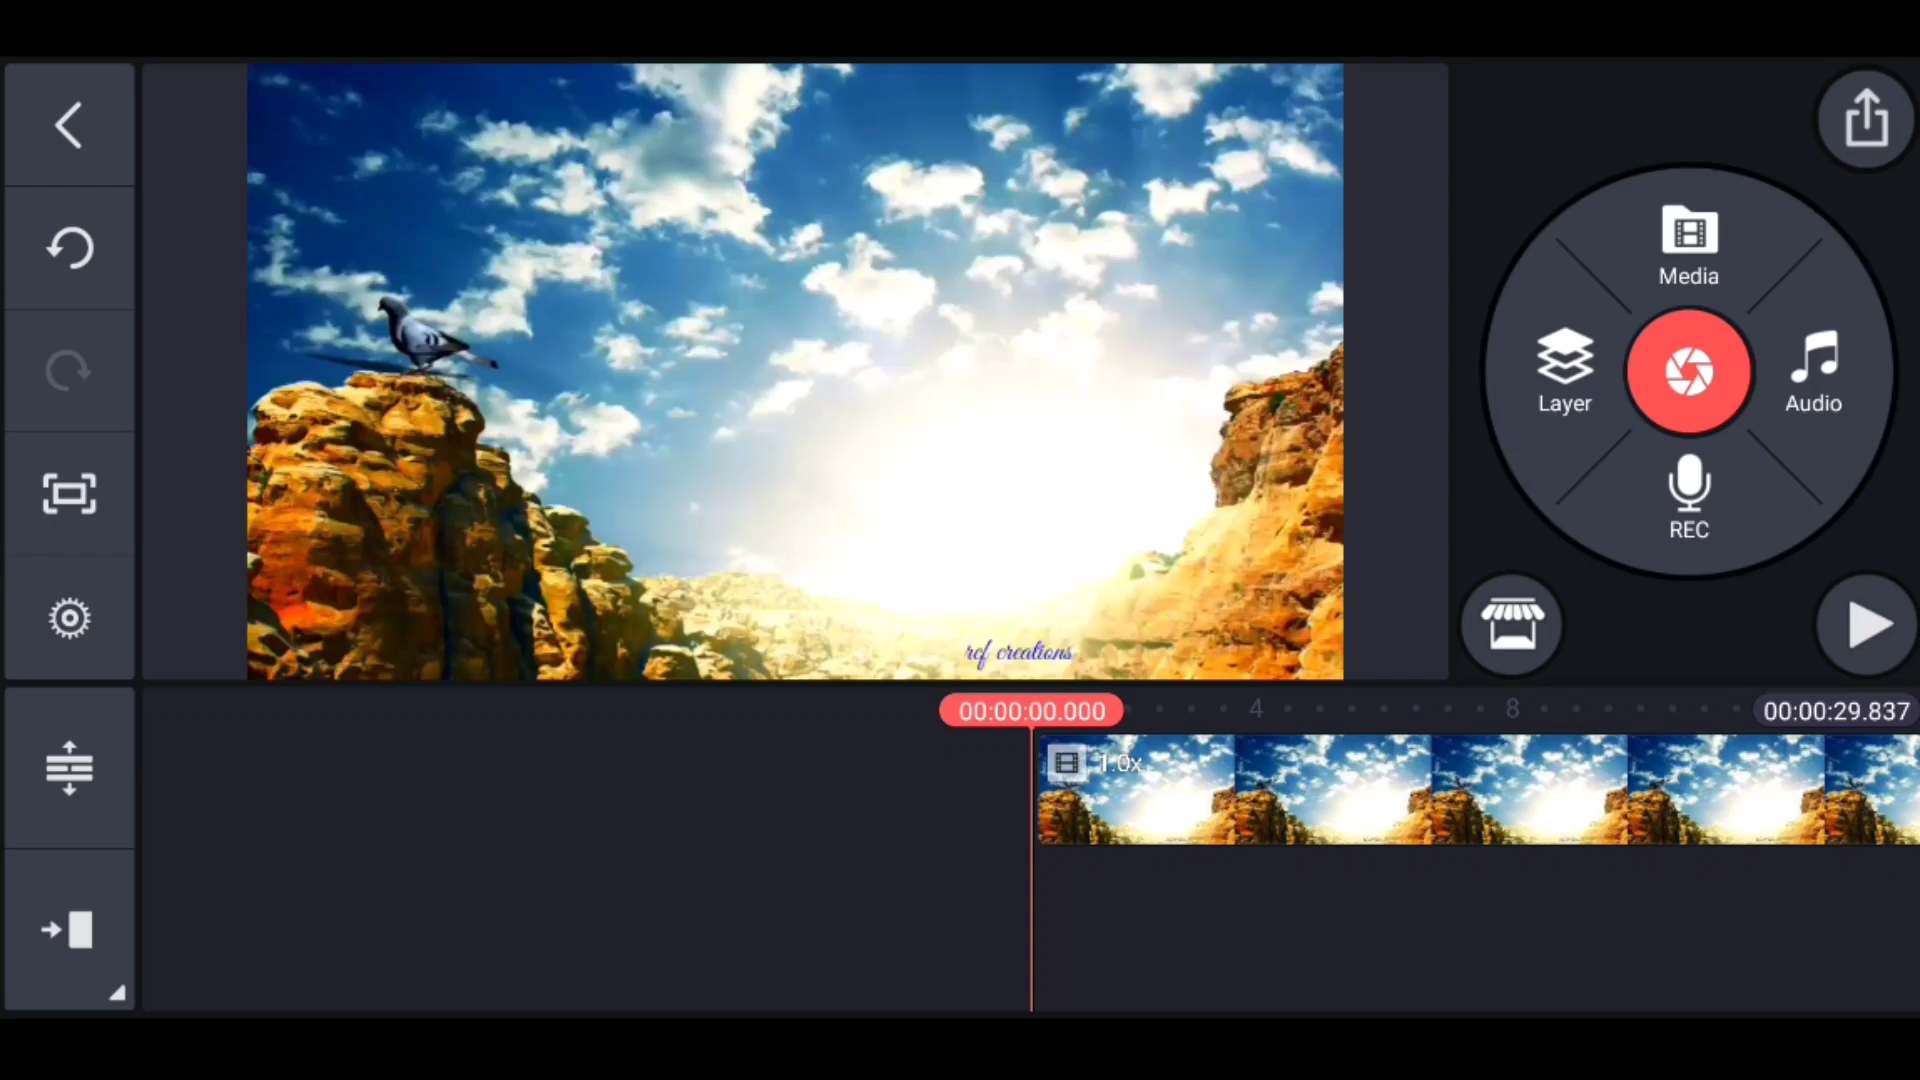 Media
Layer
Audio
REC
rcf creations
00:00:00.000
4
8
00:00:29.837
1.0x